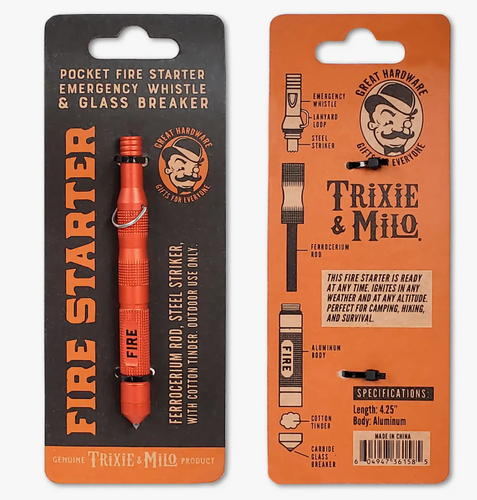 POCKET FIRE STARTER
EMERGENCY WHISTLE
& GLASS BREAKER
FIRE STARTER
GREAT HARDWARE
GIFTS FOR EVERYONE
FIRE
FERROCERIUM ROD, STEEL STRIKER,
WITH COTTON TINDER. OUTDOOR USE ONLY.
GENUINE TRIXIE & MILO PRODUCT
GREAT HARDWARE
GIFTS FOR EVERYONE
EMERGENCY
WHISTLE
LANYARD
LOOP
STEEL
STRIKER
TRIXIE
& MILO.
FERROCERIUM
ROD
THIS FIRE STARTER IS READY
AT ANY TIME. IGNITES IN ANY
WEATHER AND AT ANY ALTITUDE.
PERFECT FOR CAMPING, HIKING,
AND SURVIVAL.
FIRE
ALUMINUM
BODY
SPECIFICATIONS:
Length: 4.25"
Body: Aluminum
COTTON
TINDER
CARBIDE
GLASS
BREAKER
MADE IN CHINA
6 04947 36158 5